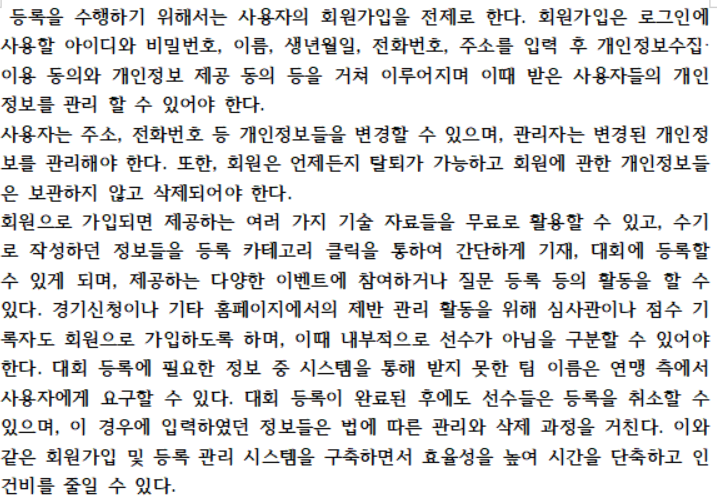 등록을 수행하기 위해서는 사용자의 회원가입을 전제로 한다. 회원가입은 로그인에
사용할 아이디와 비밀번호, 이름, 생년월일, 전화번호, 주소를 입력 후 개인정보수집·
이용 동의와 개인정보 제공 동의 등을 거쳐 이루어지며 이때 받은 사용자들의 개인
정보를 관리 할 수 있어야 한다.
사용자는 주소, 전화번호 등 개인정보들을 변경할 수 있으며, 관리자는 변경된 개인정
보를 관리해야 한다. 또한, 회원은 언제든지 탈퇴가 가능하고 회원에 관한 개인정보들
은 보관하지 않고 삭제되어야 한다.
회원으로 가입되면 제공하는 여러 가지 기술 자료들을 무료로 활용할 수 있고, 수기
로 작성하던 정보들을 등록 카테고리 클릭을 통하여 간단하게 기재, 대회에 등록할
수 있게 되며, 제공하는 다양한 이벤트에 참여하거나 질문 등록 등의 활동을 할 수
있다. 경기신청이나 기타 홈페이지에서의 제반 관리 활동을 위해 심사관이나 점수 기
록자도 회원으로 가입하도록 하며, 이때 내부적으로 선수가 아님을 구분할 수 있어야
한다. 대회 등록에 필요한 정보 중 시스템을 통해 받지 못한 팀 이름은 연맹 측에서
사용자에게 요구할 수 있다. 대회 등록이 완료된 후에도 선수들은 등록을 취소할 수
있으며, 이 경우에 입력하였던 정보들은 법에 따른 관리와 삭제 과정을 거친다. 이와
같은 회원가입 및 등록 관리 시스템을 구축하면서 효율성을 높여 시간을 단축하고 인
건비를 줄일 수 있다.